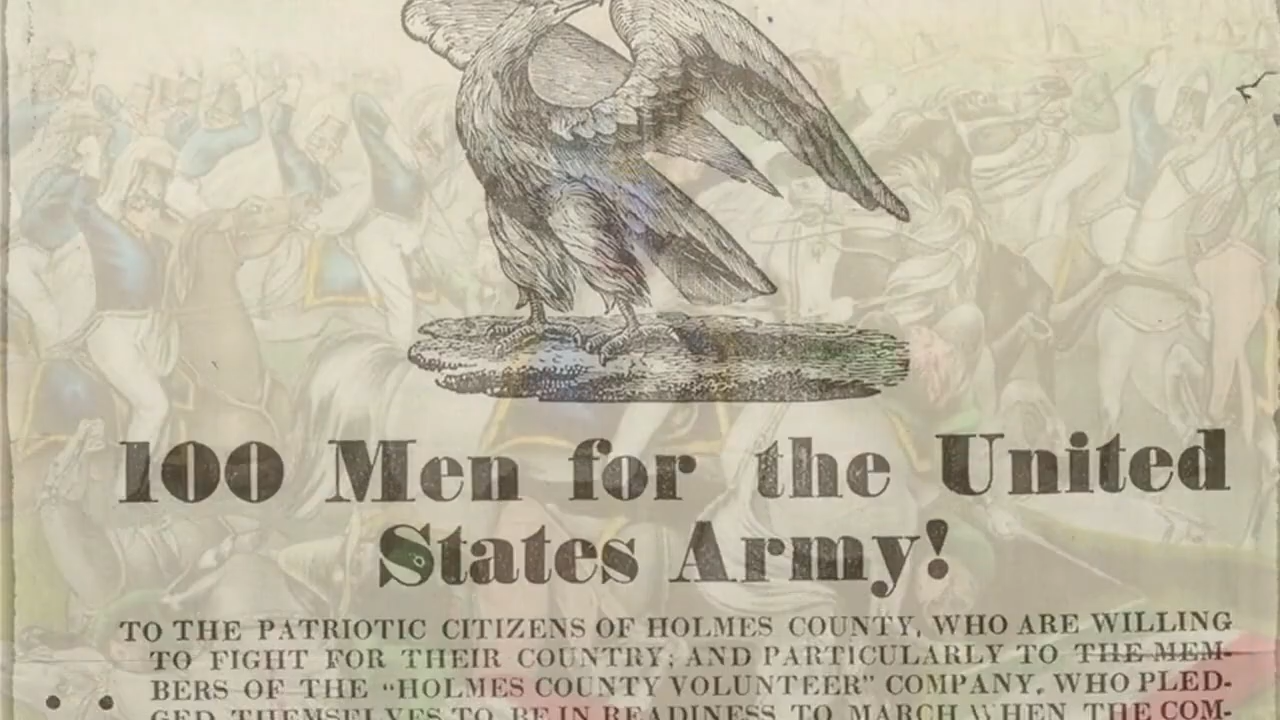 100 Men for the United
States Army!
TO THE PATRIOTIC CITIZENS OF HOLMES COUNTY, WHO ARE WILLING
TO FIGHT FOR THEIR COUNTRY; AND PARTICULARLY TO THE MEM-
BERS OF THE “HOLMES COUNTY VOLUNTEER” COMPANY, WHO PLED-
GED THEMSELVES TO BE IN READINESS TO MARCH WHEN THE COM-